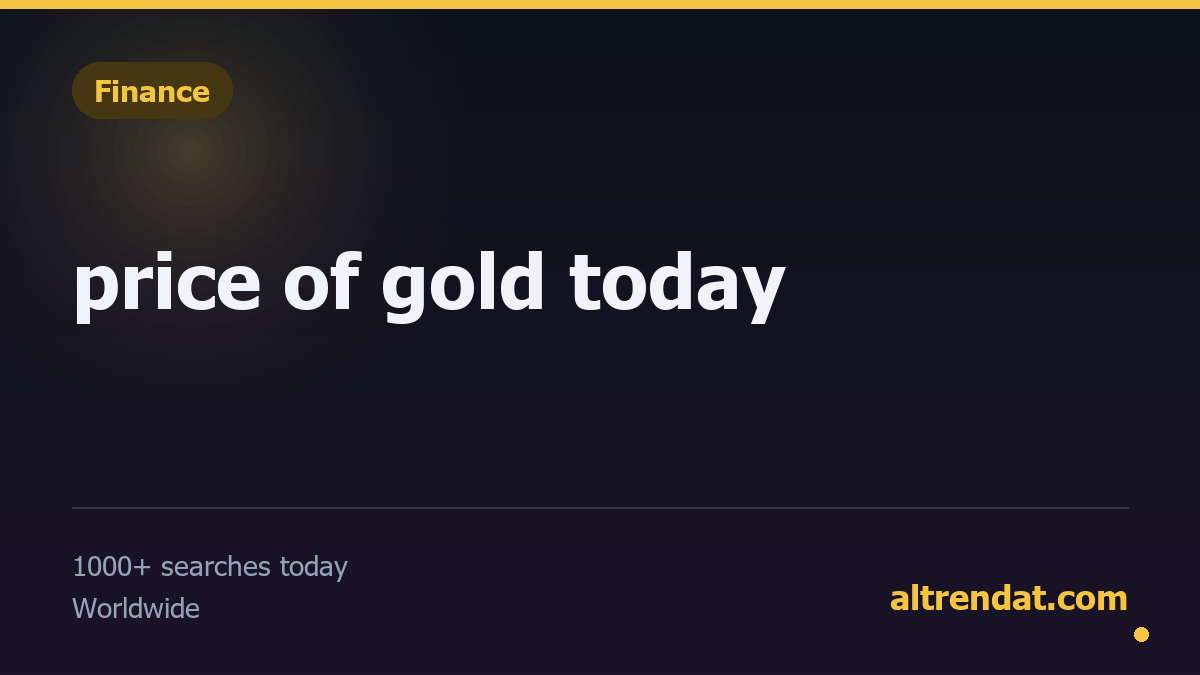 Finance
price of gold today
1000+ searches today
Worldwide
altrendat.com